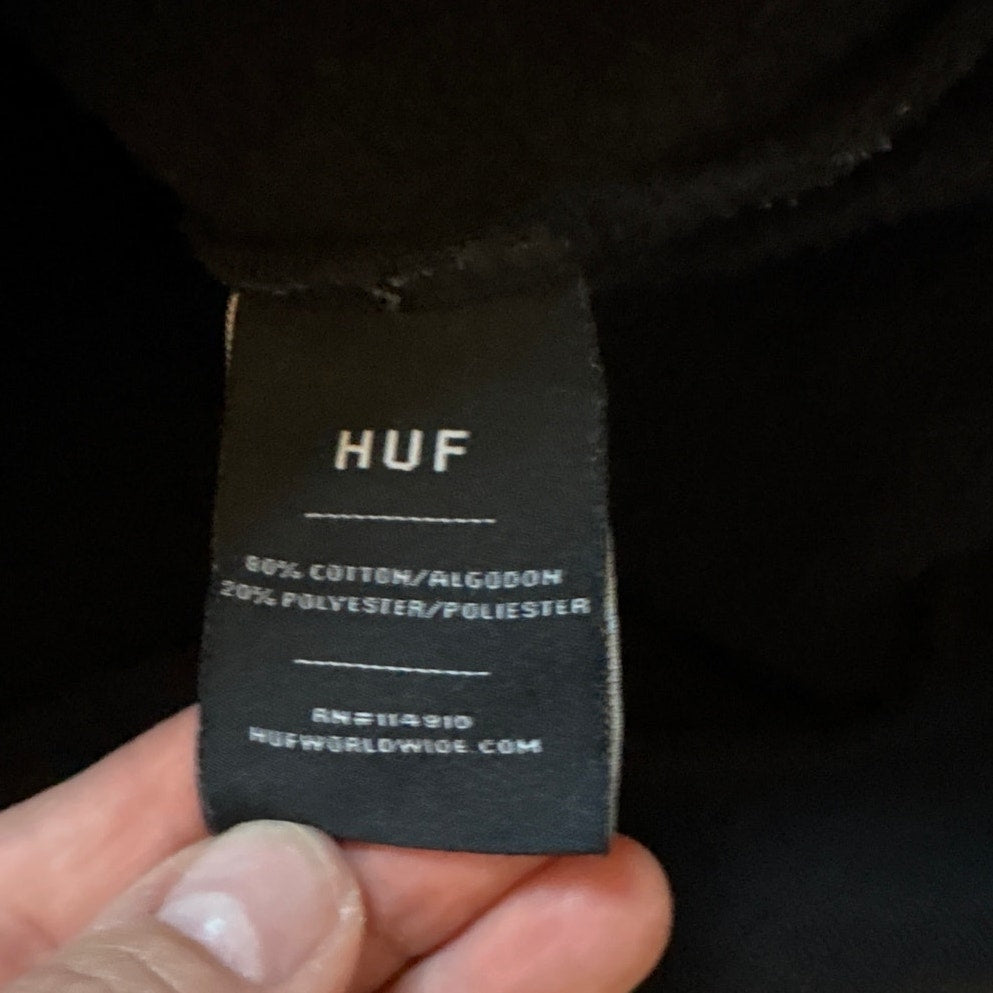 HUF
80% COTTON/ALGODON
20% POLYESTER/POLIESTER
RN#114910
HUFWORLDWIDE.COM